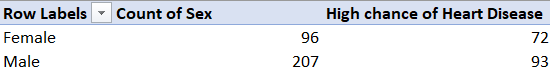 Row Labels Count of Sex High chance of Heart Disease
Female 96 72
Male 207 93